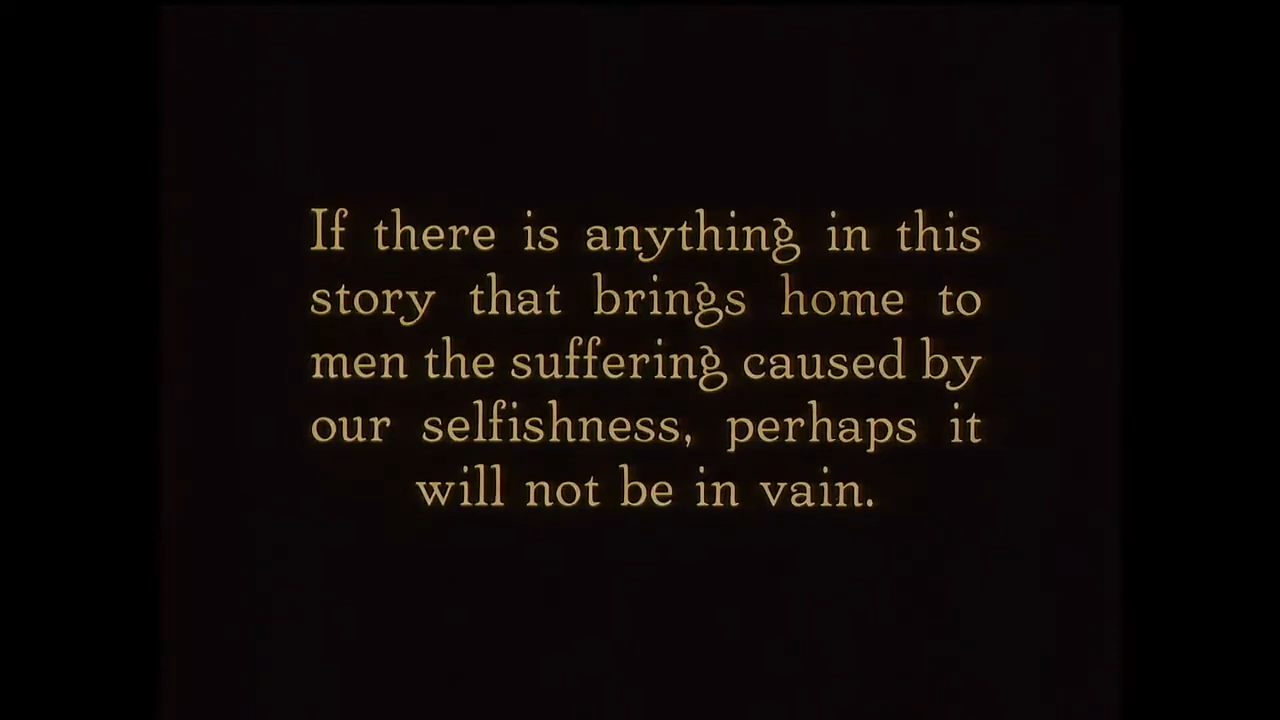 If there is anything in this
story that brings home to
men the suffering caused by
our selfishness, perhaps it
will not be in vain.